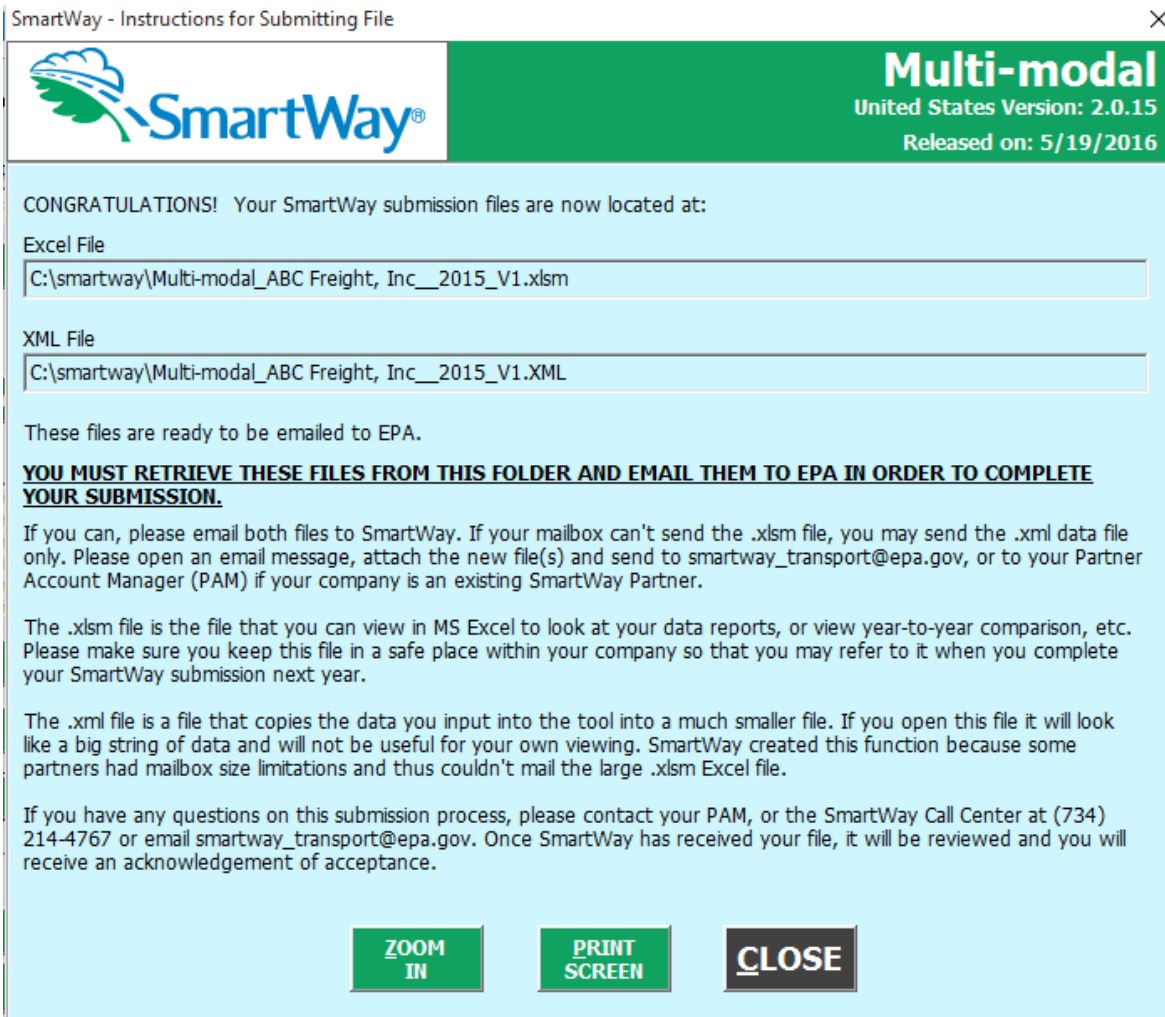 SmartWay - Instructions for Submitting File
SmartWay®
Multi-modal
United States Version: 2.0.15
Released on: 5/19/2016
CONGRATULATIONS!  Your SmartWay submission files are now located at:
Excel File
C:\smartway\Multi-modal_ABC Freight, Inc__2015_V1.xlsm
XML File
C:\smartway\Multi-modal_ABC Freight, Inc__2015_V1.XML
These files are ready to be emailed to EPA.
YOU MUST RETRIEVE THESE FILES FROM THIS FOLDER AND EMAIL THEM TO EPA IN ORDER TO COMPLETE
YOUR SUBMISSION.
If you can, please email both files to SmartWay. If your mailbox can't send the .xlsm file, you may send the .xml data file
only. Please open an email message, attach the new file(s) and send to smartway_transport@epa.gov, or to your Partner
Account Manager (PAM) if your company is an existing SmartWay Partner.
The .xlsm file is the file that you can view in MS Excel to look at your data reports, or view year-to-year comparison, etc.
Please make sure you keep this file in a safe place within your company so that you may refer to it when you complete
your SmartWay submission next year.
The .xml file is a file that copies the data you input into the tool into a much smaller file. If you open this file it will look
like a big string of data and will not be useful for your own viewing. SmartWay created this function because some
partners had mailbox size limitations and thus couldn't mail the large .xlsm Excel file.
If you have any questions on this submission process, please contact your PAM, or the SmartWay Call Center at (734)
214-4767 or email smartway_transport@epa.gov. Once SmartWay has received your file, it will be reviewed and you will
receive an acknowledgement of acceptance.
ZOOM
IN
PRINT
SCREEN
CLOSE